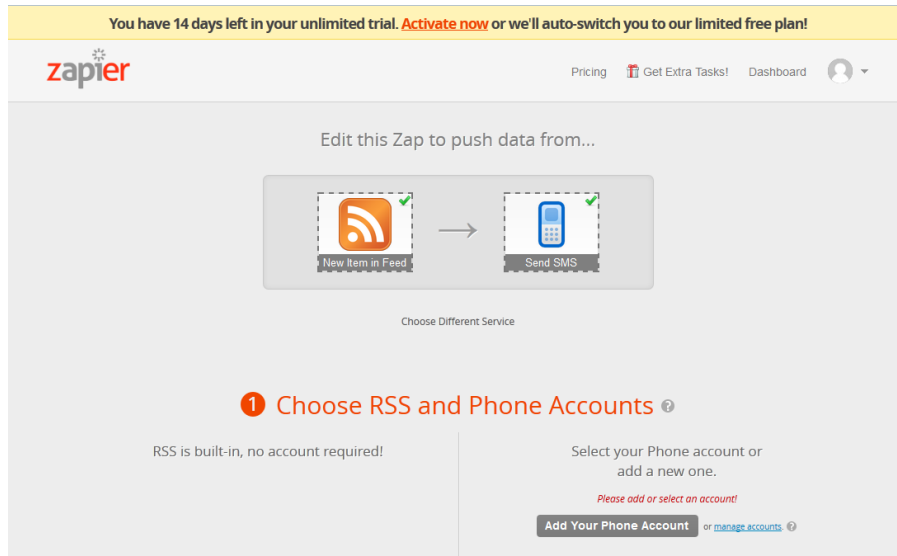 You have 14 days left in your unlimited trial. Activate now or we'll auto-switch you to our limited free plan!
zapier
Pricing Get Extra Tasks! Dashboard
Edit this Zap to push data from...
New Item in Feed Send SMS
Choose Different Service
1 Choose RSS and Phone Accounts ?
RSS is built-in, no account required!
Select your Phone account or
add a new one.
Please add or select an account!
Add Your Phone Account or manage accounts. ?